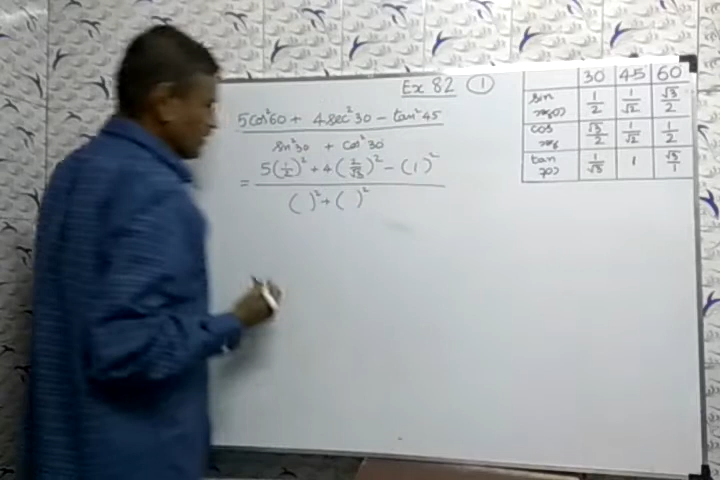 Ex 82 ①
5cos²60 + 4sec²30 − tan²45
sin²30 + cos²30
= 5(1/2)² + 4(2/√3)² − (1)²
( )² + ( )²
30 45 60
sin 1/2 1/√2 √3/2
cos √3/2 1/√2 1/2
tan 1/√3 1 √3/1